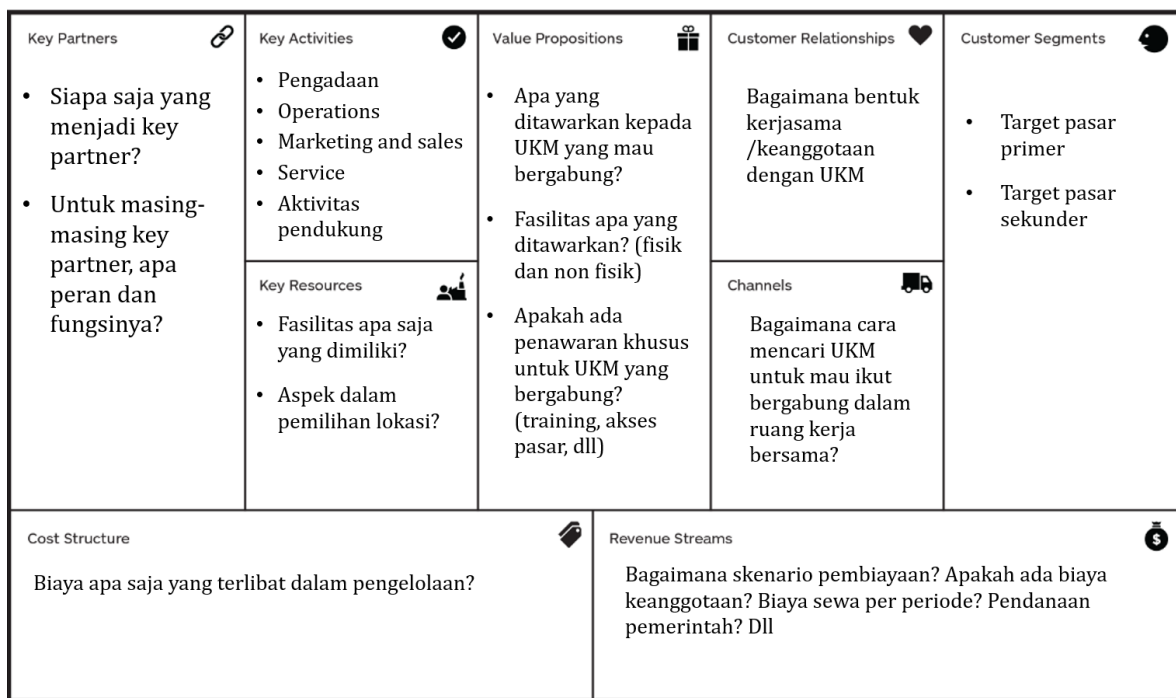 Key Partners
• Siapa saja yang
menjadi key
partner?
• Untuk masing-
masing key
partner, apa
peran dan
fungsinya?
Key Activities
• Pengadaan
• Operations
• Marketing and sales
• Service
• Aktivitas
pendukung
Key Resources
• Fasilitas apa saja
yang dimiliki?
• Aspek dalam
pemilihan lokasi?
Value Propositions
• Apa yang
ditawarkan kepada
UKM yang mau
bergabung?
• Fasilitas apa yang
ditawarkan? (fisik
dan non fisik)
• Apakah ada
penawaran khusus
untuk UKM yang
bergabung?
(training, akses
pasar, dll)
Customer Relationships
Bagaimana bentuk
kerjasama
/keanggotaan
dengan UKM
Channels
Bagaimana cara
mencari UKM
untuk mau ikut
bergabung dalam
ruang kerja
bersama?
Customer Segments
• Target pasar
primer
• Target pasar
sekunder
Cost Structure
Biaya apa saja yang terlibat dalam pengelolaan?
Revenue Streams
$
Bagaimana skenario pembiayaan? Apakah ada biaya
keanggotaan? Biaya sewa per periode? Pendanaan
pemerintah? Dll